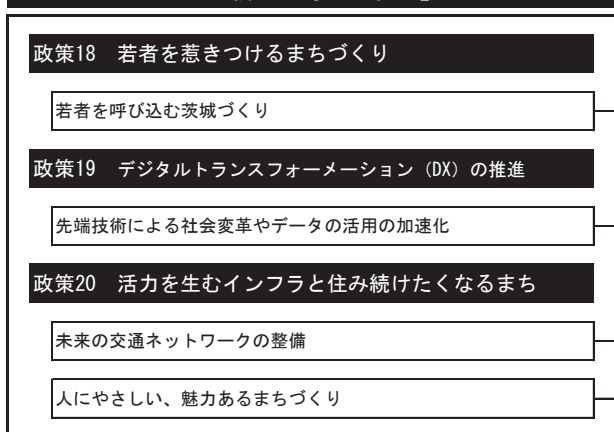 政策18　若者を惹きつけるまちづくり
若者を呼び込む茨城づくり
政策19　デジタルトランスフォーメーション（DX）の推進
先端技術による社会変革やデータの活用の加速化
政策20　活力を生むインフラと住み続けたくなるまち
未来の交通ネットワークの整備
人にやさしい、魅力あるまちづくり